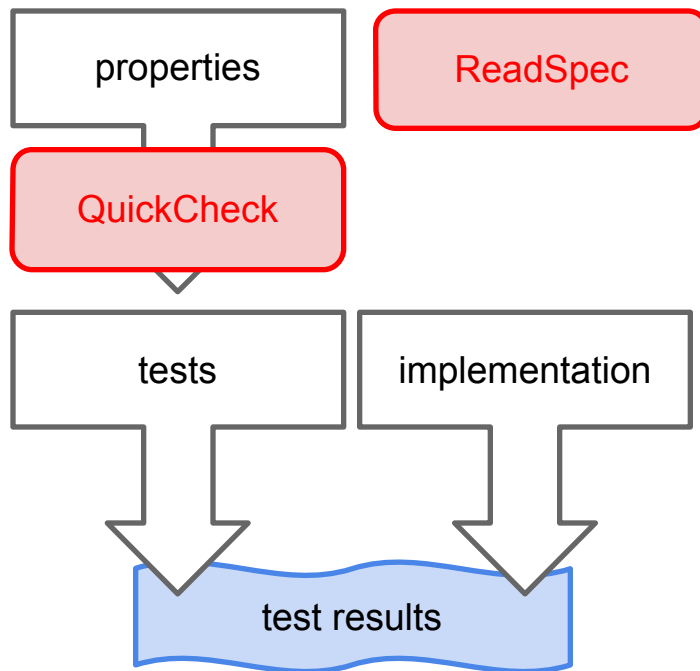 properties
ReadSpec
QuickCheck
tests
implementation
test results